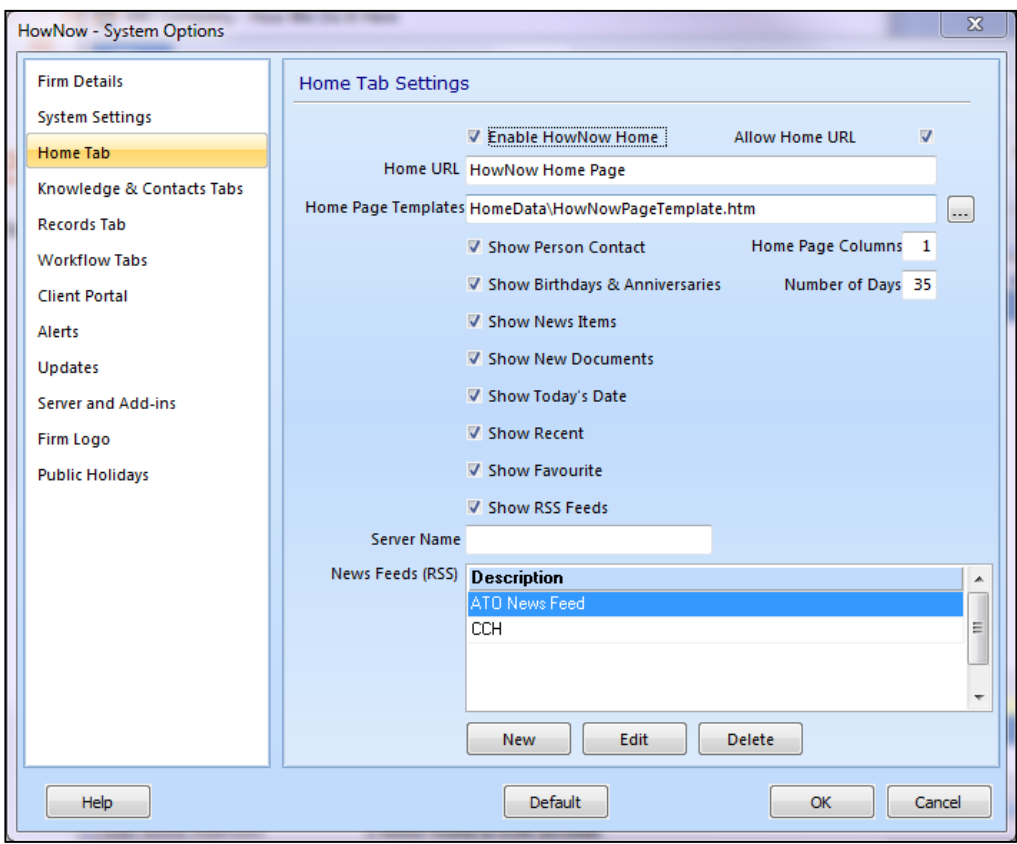 HowNow - System Options
Firm Details
System Settings
Home Tab
Knowledge & Contacts Tabs
Records Tab
Workflow Tabs
Client Portal
Alerts
Updates
Server and Add-ins
Firm Logo
Public Holidays
Home Tab Settings
Enable HowNow Home Allow Home URL
Home URL HowNow Home Page
Home Page Templates HomeData\HowNowPageTemplate.htm ...
Show Person Contact Home Page Columns 1
Show Birthdays & Anniversaries Number of Days 35
Show News Items
Show New Documents
Show Today's Date
Show Recent
Show Favourite
Show RSS Feeds
Server Name
News Feeds (RSS) Description
ATO News Feed
CCH
New Edit Delete
Help Default OK Cancel